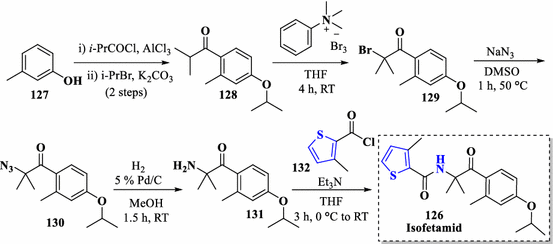 OH
127
i) i-PrCOCl, AlCl3
ii) i-PrBr, K2CO3
(2 steps)
O
O
128
N
+
−
Br3
THF
4 h, RT
Br
O
O
129
NaN3
DMSO
1 h, 50 °C
N3
O
O
130
H2
5 % Pd/C
MeOH
1.5 h, RT
H2N
O
O
131
S
O
Cl
132
Et3N
THF
3 h, 0 °C to RT
S
O
H
N
O
O
126
Isofetamid